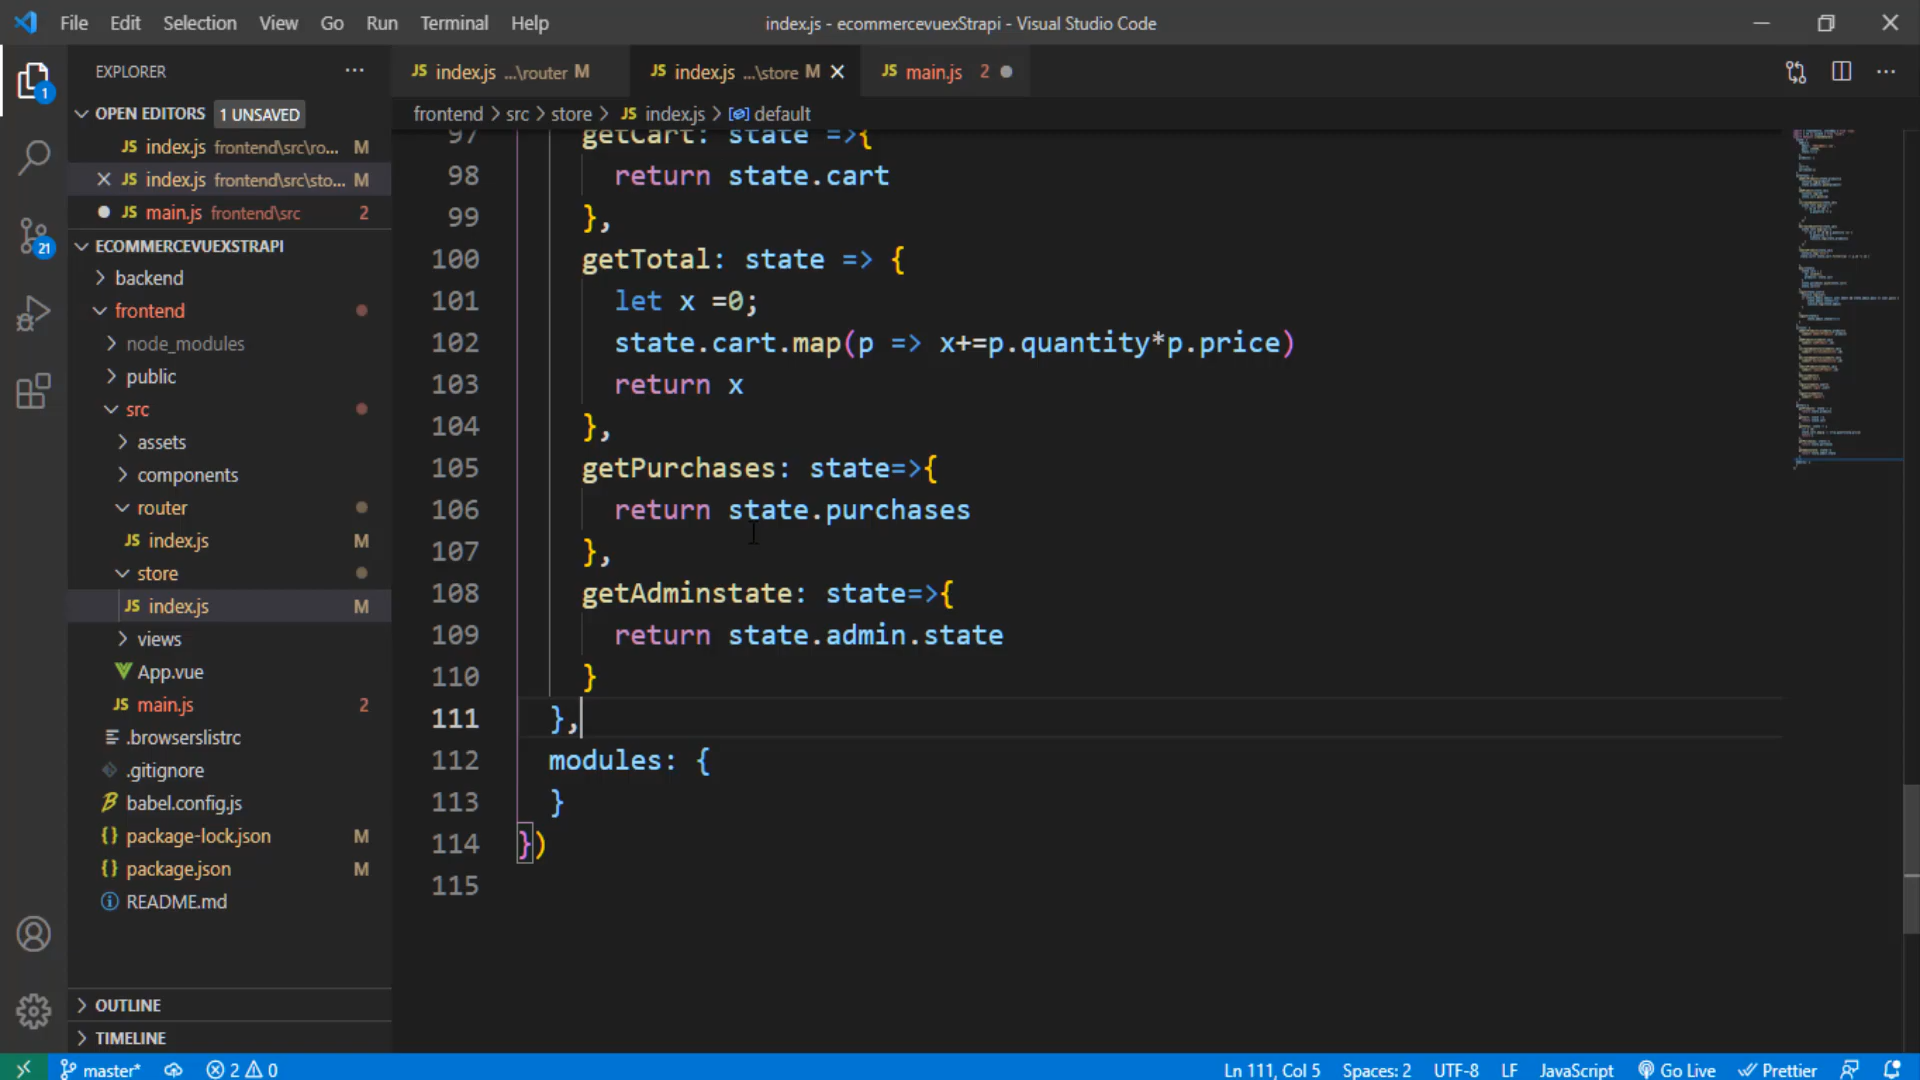 File Edit Selection View Go Run Terminal Help
index.js - ecommercevuexStrapi - Visual Studio Code
EXPLORER
OPEN EDITORS 1 UNSAVED
JS index.js frontend\src\ro... M
JS index.js frontend\src\sto... M
JS main.js frontend\src 2
ECOMMERCEVUEXSTRAPI
backend
frontend
node_modules
public
src
assets
components
router
JS index.js M
store
JS index.js M
views
App.vue
JS main.js 2
.browserslistrc
.gitignore
babel.config.js
{} package-lock.json M
{} package.json M
README.md
OUTLINE
TIMELINE
1
21
JS index.js ...\router M
JS index.js ...\store M
JS main.js 2
frontend > src > store > JS index.js > default
97 getCart: state =>{
98 return state.cart
99 },
100 getTotal: state => {
101 let x =0;
102 state.cart.map(p => x+=p.quantity*p.price)
103 return x
104 },
105 getPurchases: state=>{
106 return state.purchases
107 },
108 getAdminstate: state=>{
109 return state.admin.state
110 }
111 },
112 modules: {
113 }
114 })
115
master* 2 0
Ln 111, Col 5 Spaces: 2 UTF-8 LF JavaScript Go Live Prettier